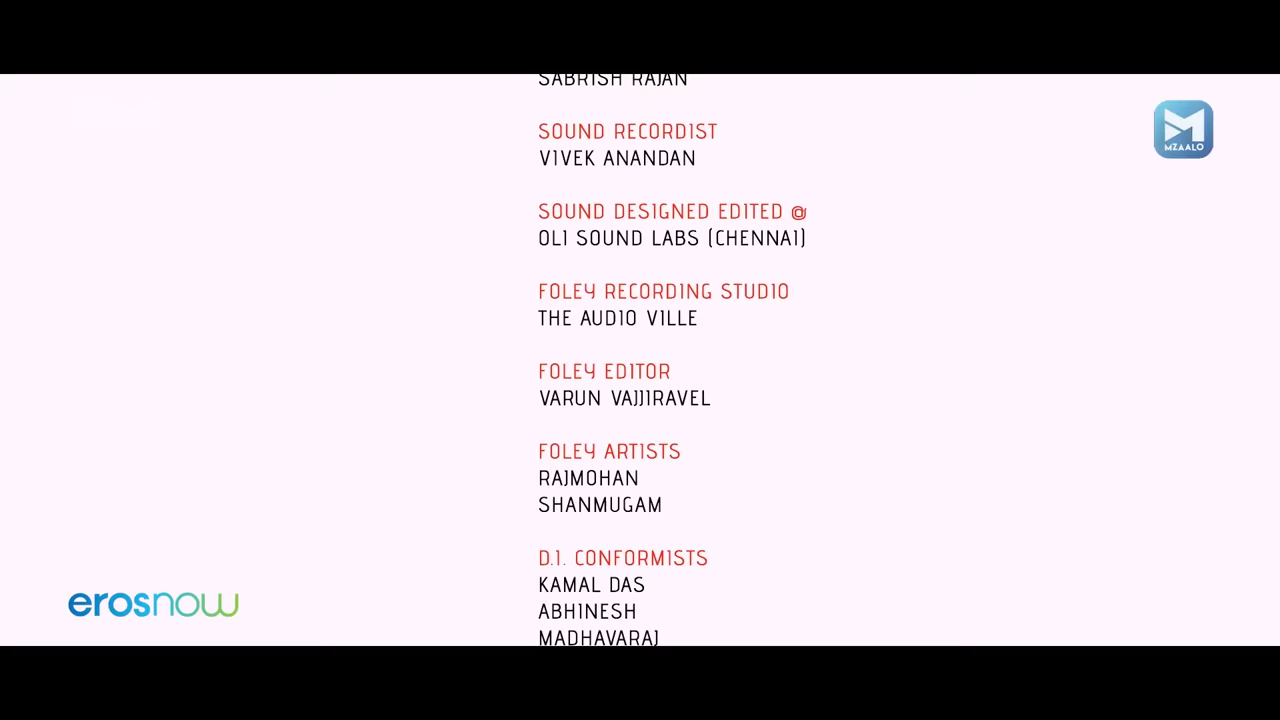 SABRISH RAJAN
SOUND RECORDIST
VIVEK ANANDAN
MZAALO
SOUND DESIGNED EDITED @
OLI SOUND LABS (CHENNAI)
FOLEY RECORDING STUDIO
THE AUDIO VILLE
FOLEY EDITOR
VARUN VAJJIRAVEL
FOLEY ARTISTS
RAJMOHAN
SHANMUGAM
D.I. CONFORMISTS
KAMAL DAS
ABHINESH
MADHAVARAJ
erosnow